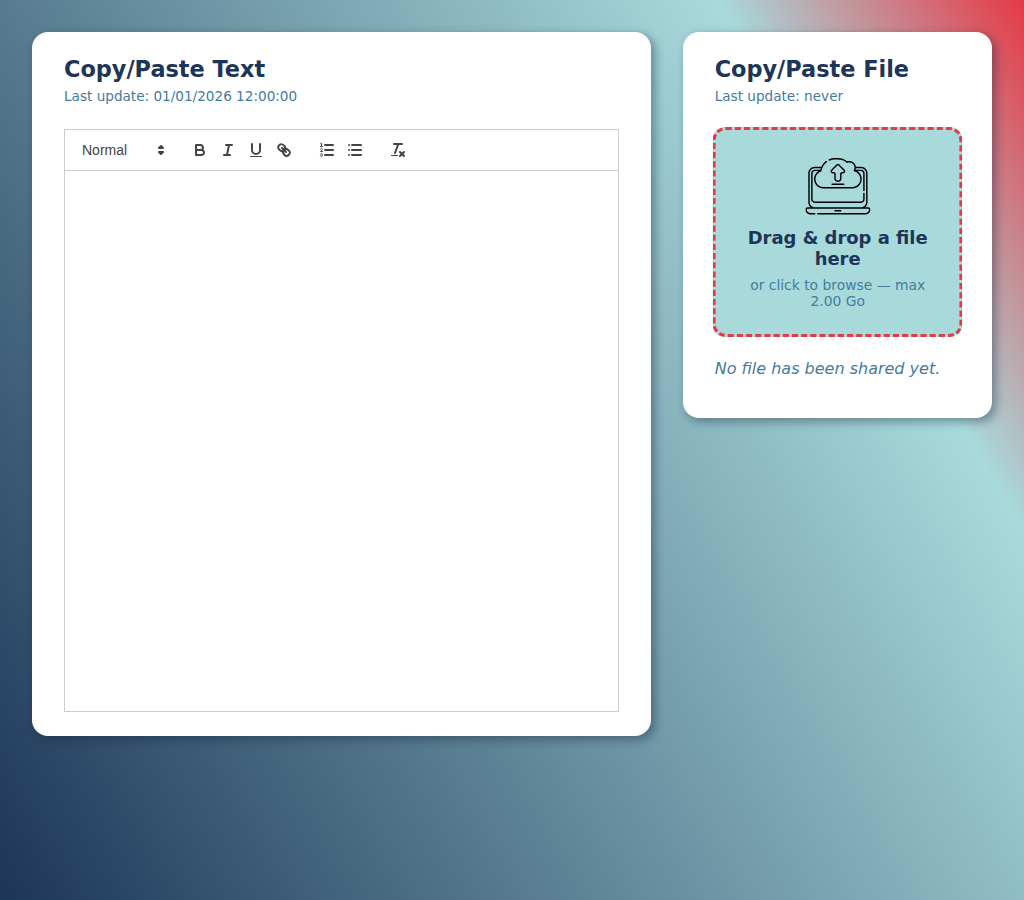 Copy/Paste Text
Last update: 01/01/2026 12:00:00
Normal
Copy/Paste File
Last update: never
Drag & drop a file
here
or click to browse — max
2.00 Go
No file has been shared yet.